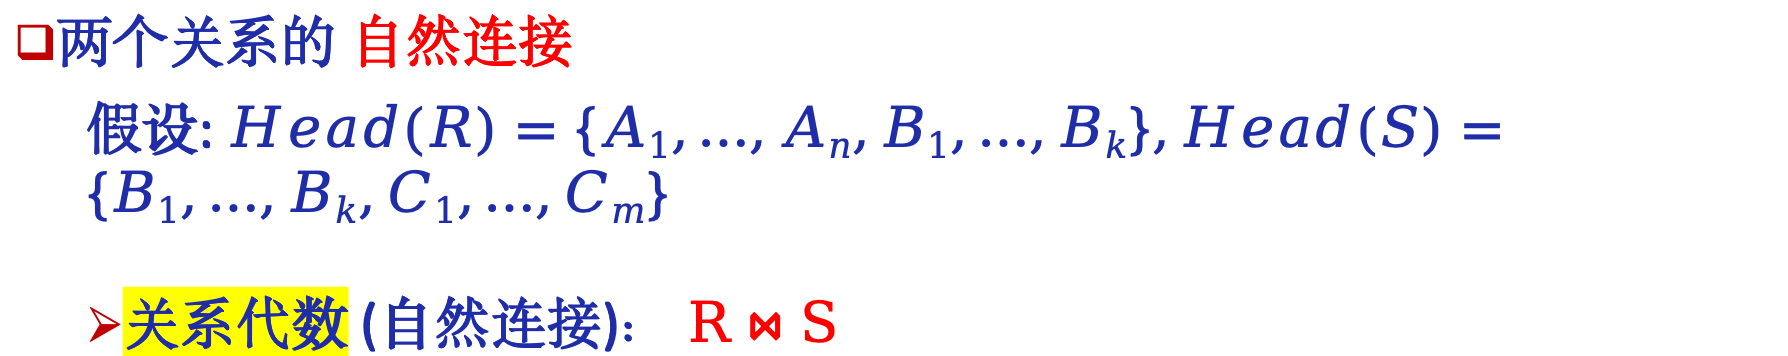 ❑两个关系的 自然连接
假设: Head(R) = {A₁, …, Aₙ, B₁, …, Bₖ}, Head(S) =
{B₁, …, Bₖ, C₁, …, Cₘ}
➢关系代数 (自然连接): R ⋈ S